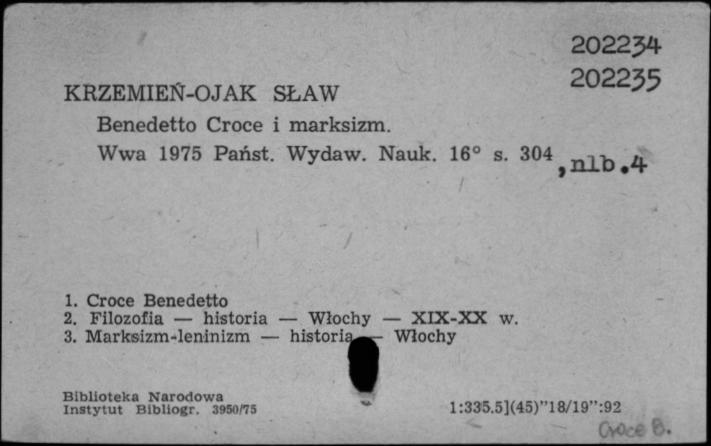 202234
202235
KRZEMIEŃ-OJAK SŁAW
Benedetto Croce i marksizm.
Wwa 1975 Państ. Wydaw. Nauk. 16° s. 304, nlb.4
1. Croce Benedetto
2. Filozofia — historia — Włochy — XIX-XX w.
3. Marksizm-leninizm — historia — Włochy
Biblioteka Narodowa
Instytut Bibliogr. 3950/75
1:335.5](45)"18/19":92
Croce B.